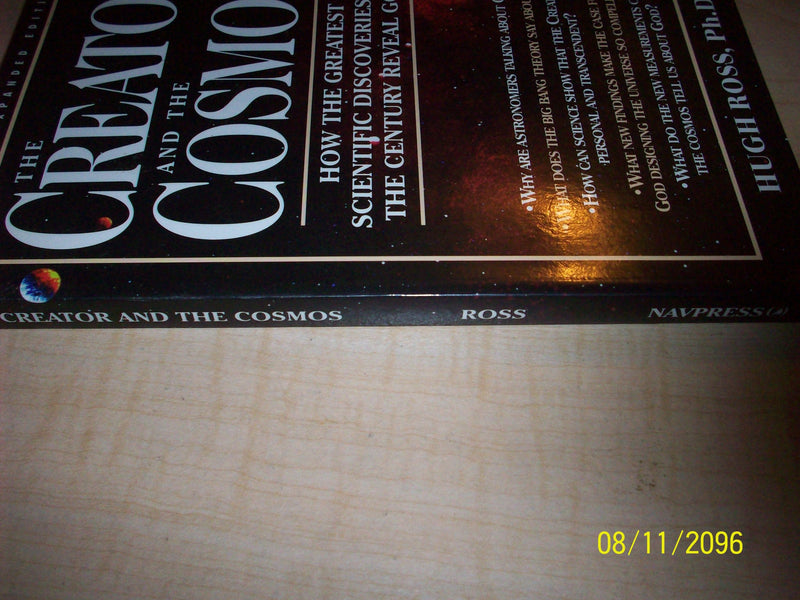 XPANDED EDITI
THE
CREATO
AND THE
COSMO
HOW THE GREATEST
SCIENTIFIC DISCOVERIES
THE CENTURY REVEAL GO
• WHY ARE ASTRONOMERS TALKING ABOUT G
• WHAT DOES THE BIG BANG THEORY SAY ABOU
• HOW CAN SCIENCE SHOW THAT THE CREA
PERSONAL AND TRANSCENDENT?
• WHAT NEW FINDINGS MAKE THE CASE F
GOD DESIGNING THE UNIVERSE SO COMPELL
• WHAT DO THE NEW MEASUREMENTS O
THE COSMOS TELL US ABOUT GOD?
HUGH ROSS, PH.D
CREATOR AND THE COSMOS ROSS NAVPRESS
08/11/2096